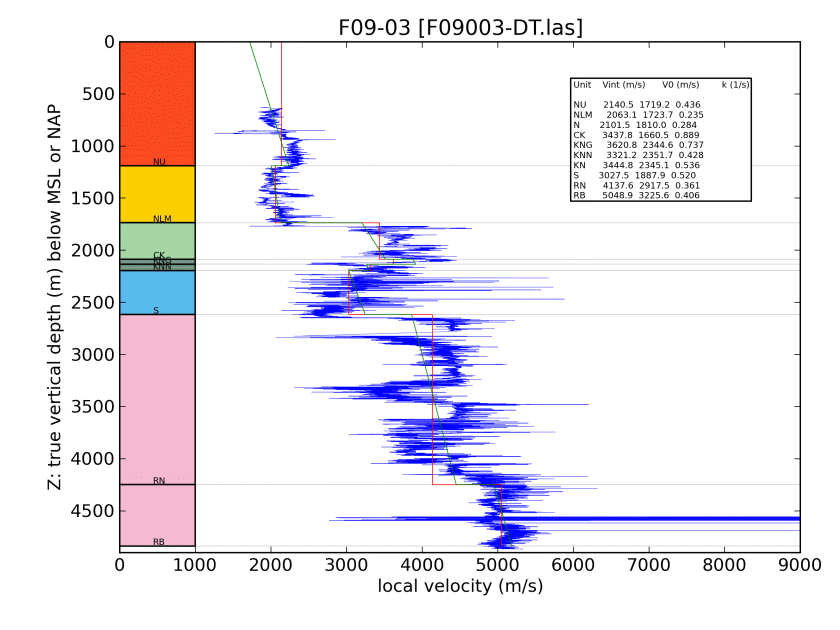 F09-03 [F09003-DT.las]
0
500
1000
1500
2000
2500
3000
3500
4000
4500
Z: true vertical depth (m) below MSL or NAP
NU
NLM
CK
KNG
KNN
S
RN
RB
Unit Vint (m/s) V0 (m/s) k (1/s)
NU 2140.5 1719.2 0.436
NLM 2063.1 1723.7 0.235
N 2101.5 1810.0 0.284
CK 3437.8 1660.5 0.889
KNG 3620.8 2344.6 0.737
KNN 3321.2 2351.7 0.428
KN 3444.8 2345.1 0.536
S 3027.5 1887.9 0.520
RN 4137.6 2917.5 0.361
RB 5048.9 3225.6 0.406
0 1000 2000 3000 4000 5000 6000 7000 8000 9000
local velocity (m/s)